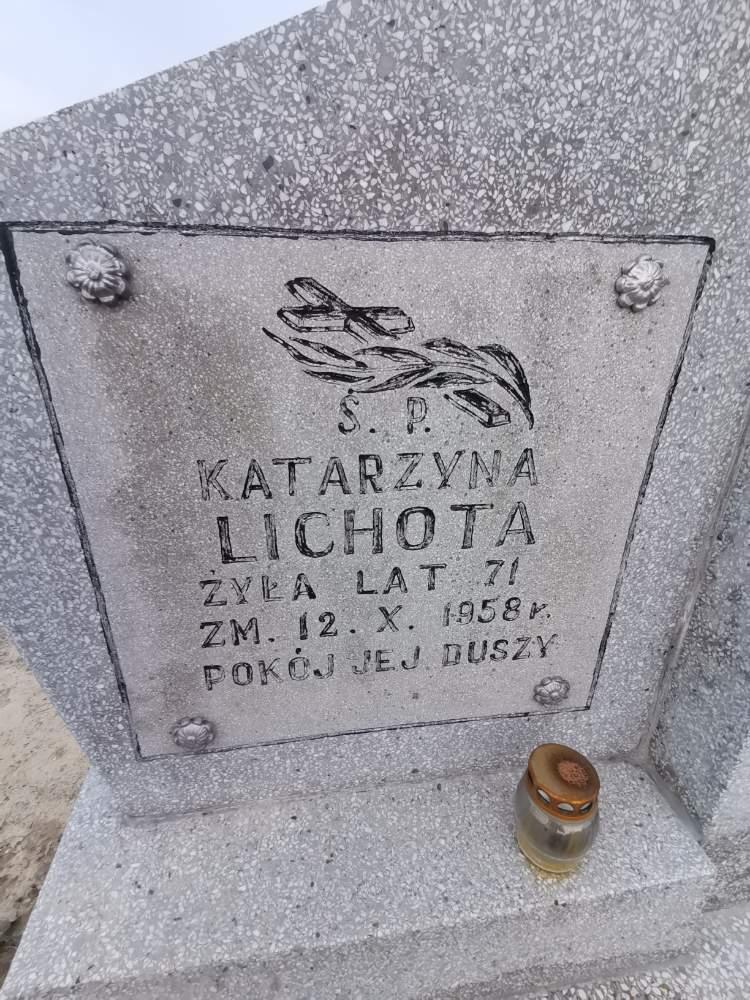 Ś. P.
KATARZYNA
LICHOTA
ŻYŁA LAT 71
ZM. 12. X. 1958 r.
POKÓJ JEJ DUSZY